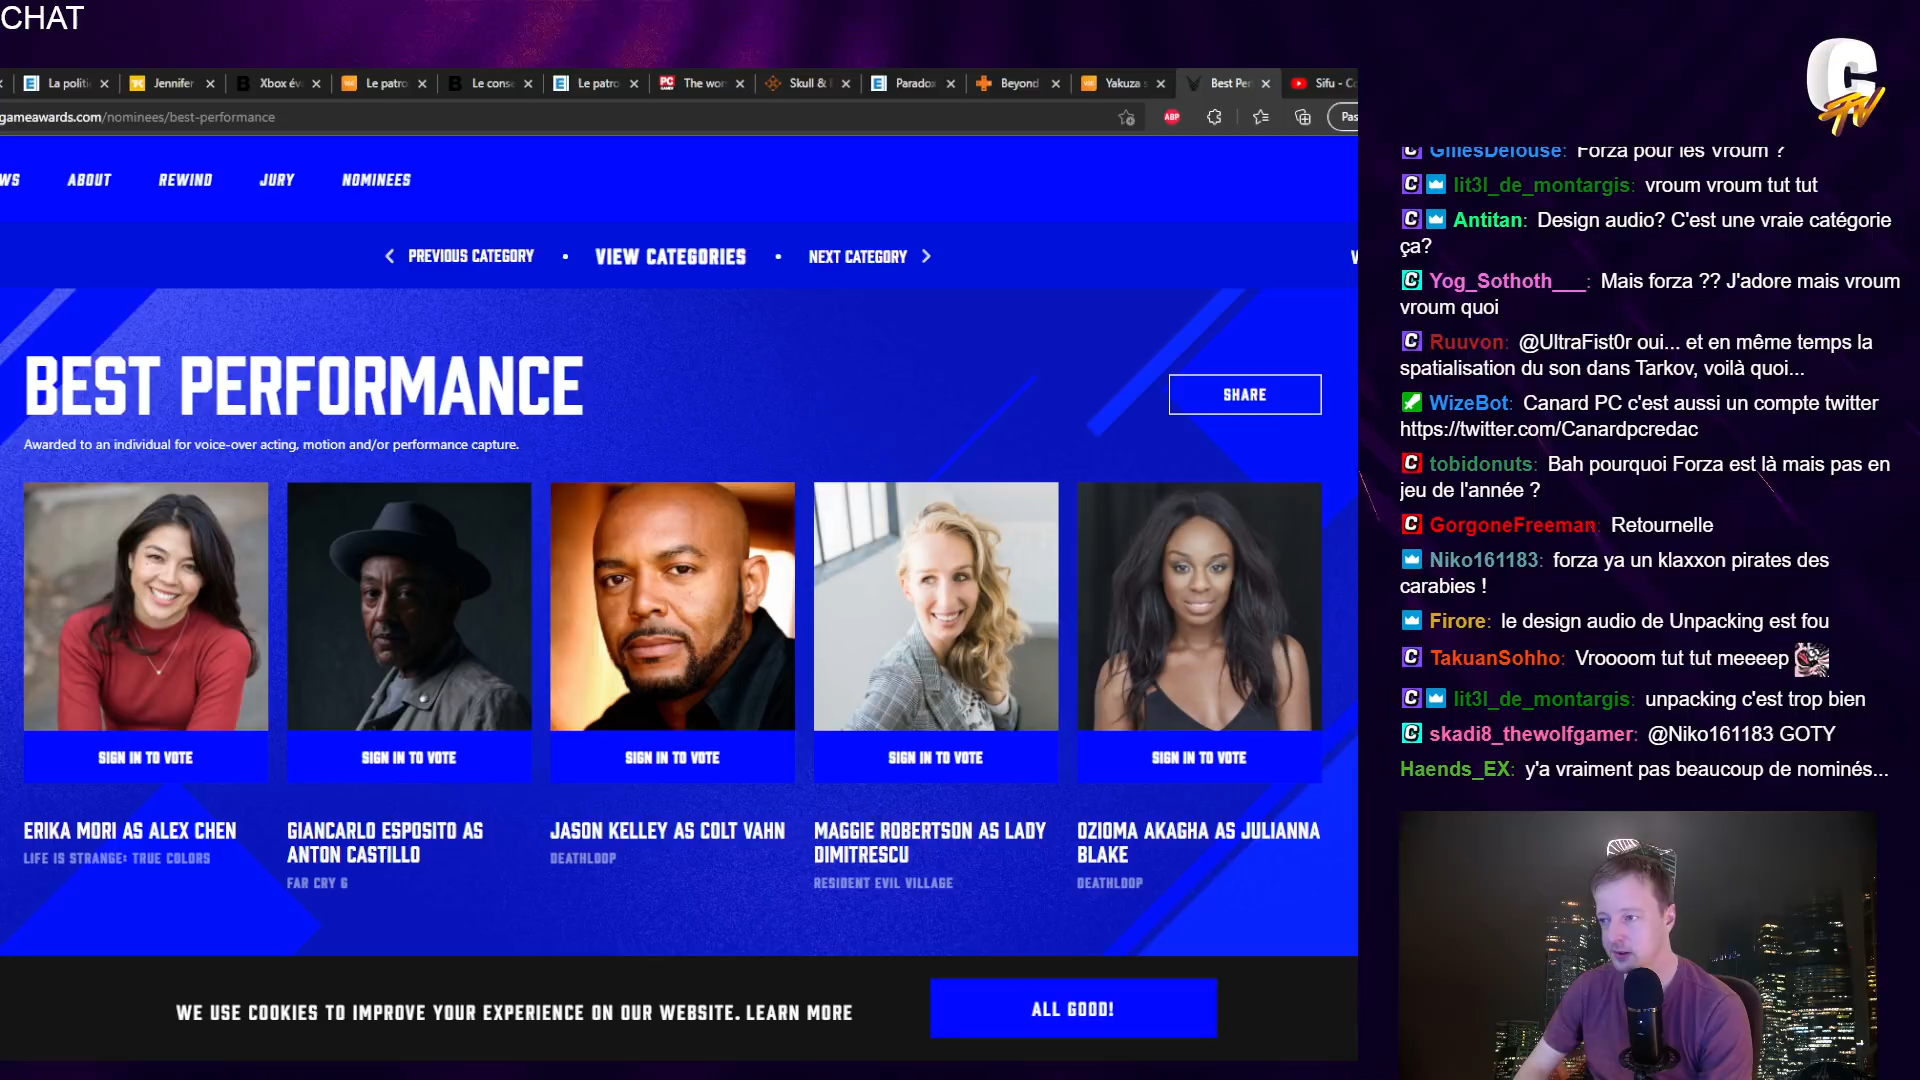 CHAT
La politi
Jennifer
Xbox év
Le patro
Le cons
Le patro
PC
The wor
Skull &
Paradox
Beyond
Yakuza s
Best Per
Sifu - C
gameawards.com/nominees/best-performance
ABP
Pas
WS
ABOUT
REWIND
JURY
NOMINEES
PREVIOUS CATEGORY
VIEW CATEGORIES
NEXT CATEGORY
BEST PERFORMANCE
SHARE
Awarded to an individual for voice-over acting, motion and/or performance capture.
SIGN IN TO VOTE
SIGN IN TO VOTE
SIGN IN TO VOTE
SIGN IN TO VOTE
SIGN IN TO VOTE
ERIKA MORI AS ALEX CHEN
LIFE IS STRANGE: TRUE COLORS
GIANCARLO ESPOSITO AS
ANTON CASTILLO
FAR CRY 6
JASON KELLEY AS COLT VAHN
DEATHLOOP
MAGGIE ROBERTSON AS LADY
DIMITRESCU
RESIDENT EVIL VILLAGE
OZIOMA AKAGHA AS JULIANNA
BLAKE
DEATHLOOP
WE USE COOKIES TO IMPROVE YOUR EXPERIENCE ON OUR WEBSITE. LEARN MORE
ALL GOOD!
C
TV
GillesDelouse: Forza pour les Vroum ?
lit3l_de_montargis: vroum vroum tut tut
Antitan: Design audio? C'est une vraie catégorie
ça?
Yog_Sothoth___: Mais forza ?? J'adore mais vroum
vroum quoi
Ruuvon: @UltraFist0r oui... et en même temps la
spatialisation du son dans Tarkov, voilà quoi...
WizeBot: Canard PC c'est aussi un compte twitter
https://twitter.com/Canardpcredac
tobidonuts: Bah pourquoi Forza est là mais pas en
jeu de l'année ?
GorgoneFreeman: Retournelle
Niko161183: forza ya un klaxxon pirates des
carabies !
Firore: le design audio de Unpacking est fou
TakuanSohho: Vroooom tut tut meeeep
lit3l_de_montargis: unpacking c'est trop bien
skadi8_thewolfgamer: @Niko161183 GOTY
Haends_EX: y'a vraiment pas beaucoup de nominés...